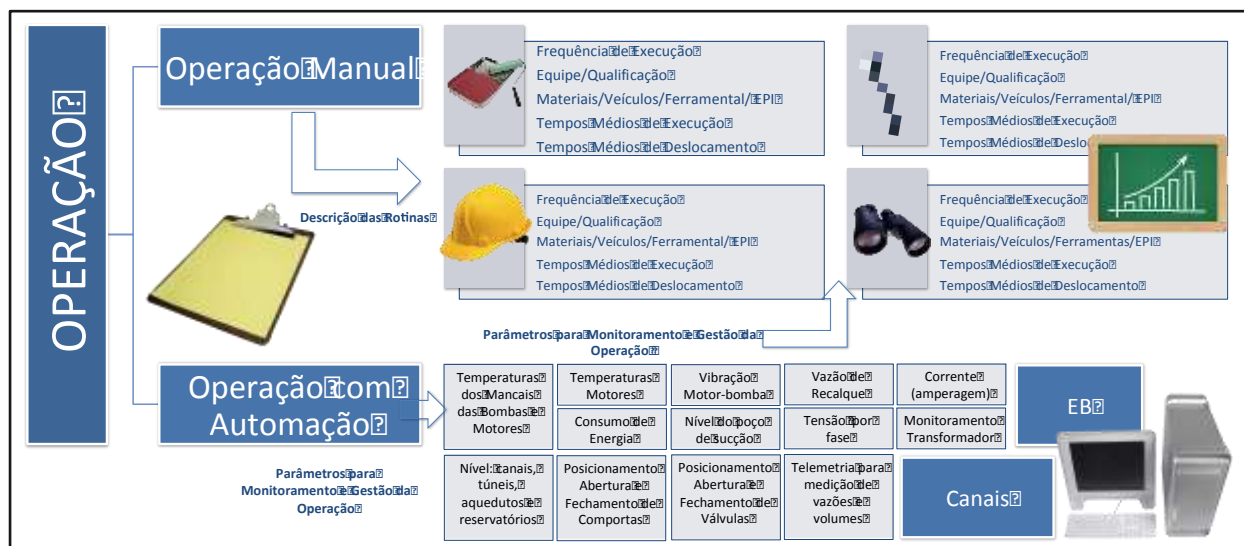 OPERAÇÃO
Operação Manual
Descrição das Rotinas
Frequência de Execução
Equipe/Qualificação
Materiais/Veículos/Ferramental/EPI
Tempos Médios de Execução
Tempos Médios de Deslocamento
Frequência de Execução
Equipe/Qualificação
Materiais/Veículos/Ferramental/EPI
Tempos Médios de Execução
Tempos Médios de Desloc
Frequência de Execução
Equipe/Qualificação
Materiais/Veículos/Ferramental/EPI
Tempos Médios de Execução
Tempos Médios de Deslocamento
Frequência de Execução
Equipe/Qualificação
Materiais/Veículos/Ferramentas/EPI
Tempos Médios de Execução
Tempos Médios de Deslocamento
Parâmetros para Monitoramento e Gestão da
Operação
Operação com
Automação
Parâmetros para
Monitoramento e Gestão da
Operação
Temperaturas
dos Mancais
das Bombas e
Motores
Temperaturas
Motores
Vibração
Motor-bomba
Vazão de
Recalque
Corrente
(amperagem)
Consumo de
Energia
Nível do poço
de sucção
Tensão por
fase
Monitoramento
Transformador
EB
Nível: canais,
túneis,
aquedutos e
reservatórios
Posicionamento
Abertura e
Fechamento de
Comportas
Posicionamento
Abertura e
Fechamento de
Válvulas
Telemetria para
medição de
vazões e
volumes
Canais